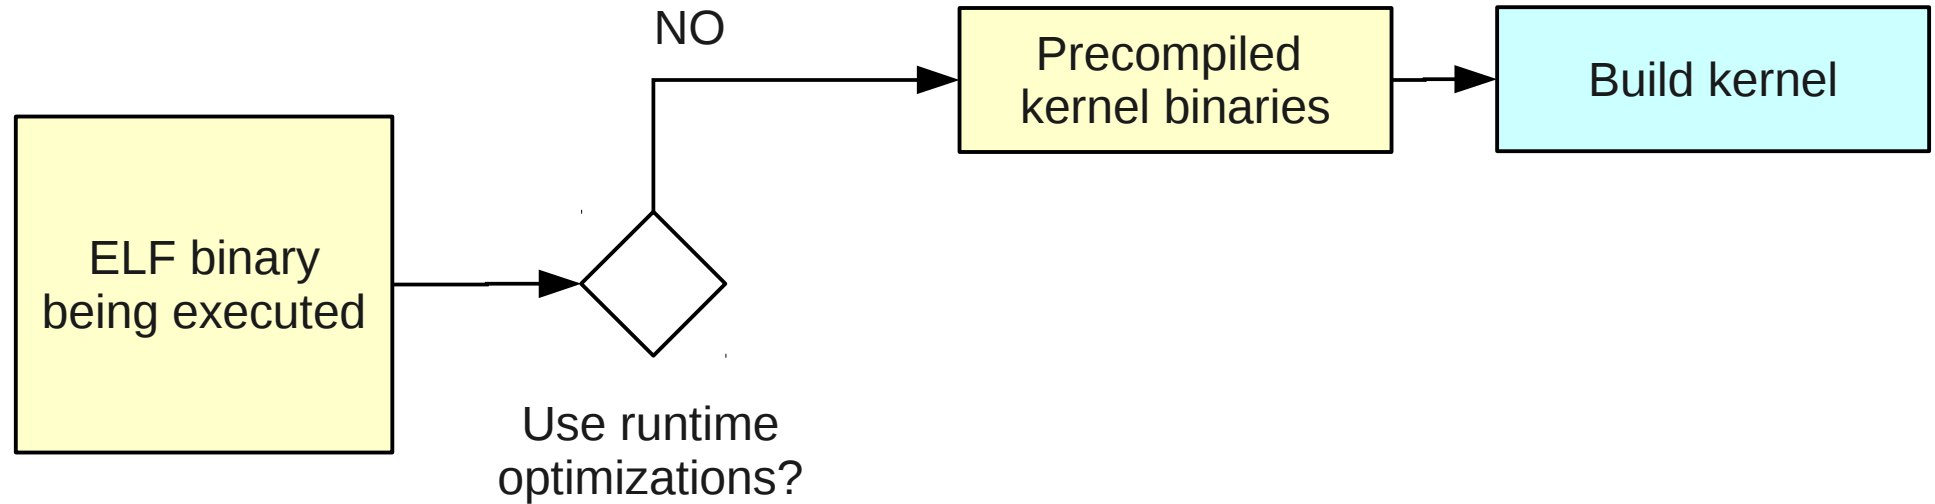 NO
Precompiled
kernel binaries
Build kernel
ELF binary
being executed
Use runtime
optimizations?